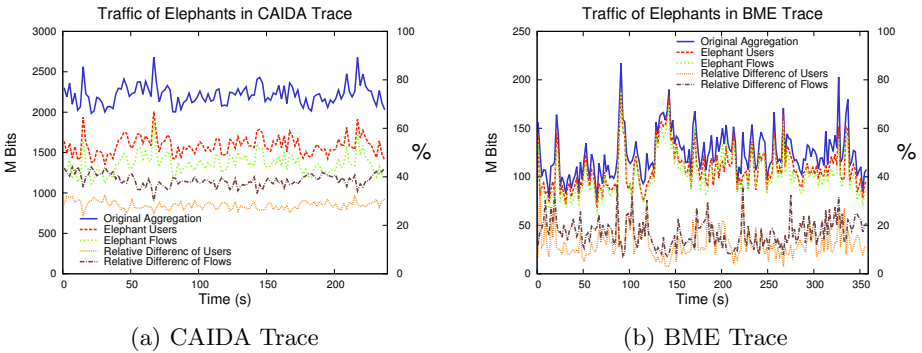 Traffic of Elephants in CAIDA Trace
3000
2500
2000
1500
1000
500
0
M Bits
100
80
60
40
20
0
%
Original Aggregation
Elephant Users
Elephant Flows
Relative Differenc of Users
Relative Differenc of Flows
0 50 100 150 200
Time (s)
(a) CAIDA Trace
Traffic of Elephants in BME Trace
250
200
150
100
50
0
M Bits
100
80
60
40
20
0
%
Original Aggregation
Elephant Users
Elephant Flows
Relative Differenc of Users
Relative Differenc of Flows
0 50 100 150 200 250 300 350
Time (s)
(b) BME Trace